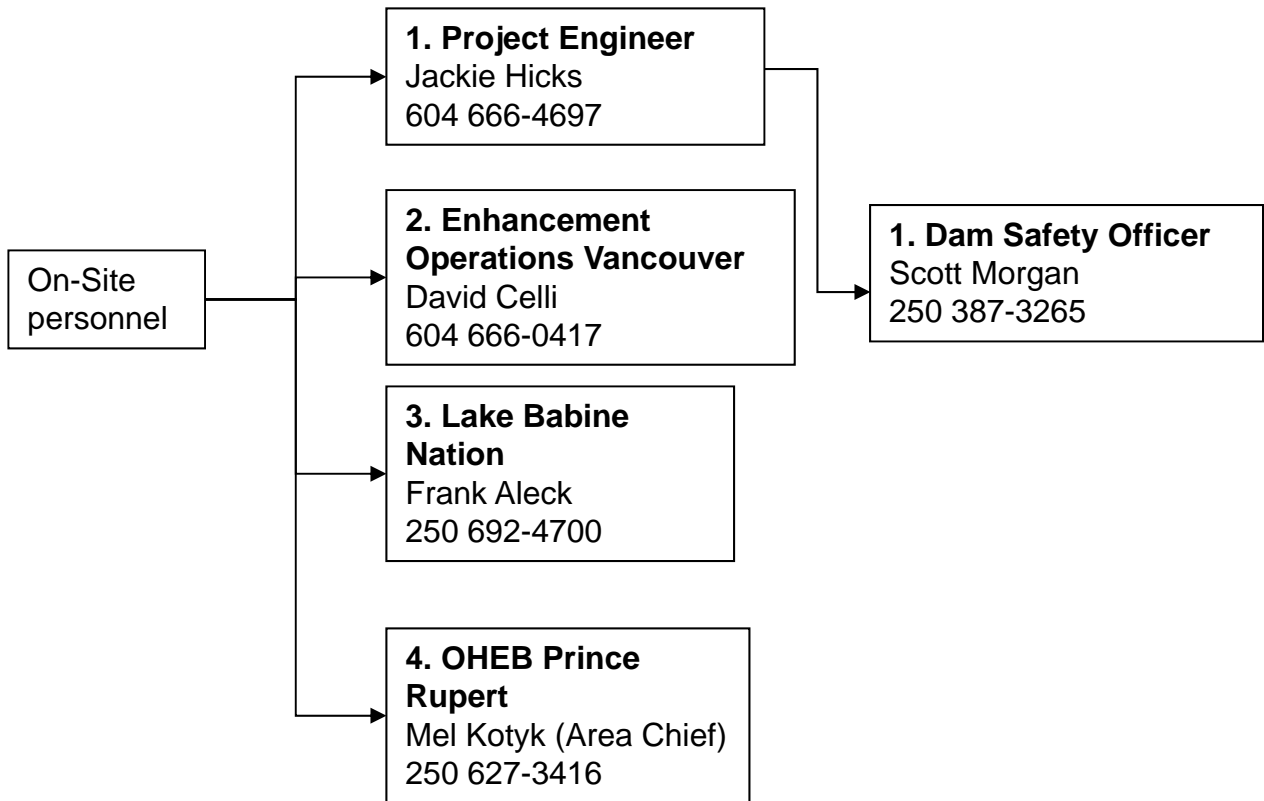 On-Site
personnel
1. Project Engineer
Jackie Hicks
604 666-4697
2. Enhancement
Operations Vancouver
David Celli
604 666-0417
3. Lake Babine
Nation
Frank Aleck
250 692-4700
4. OHEB Prince
Rupert
Mel Kotyk (Area Chief)
250 627-3416
1. Dam Safety Officer
Scott Morgan
250 387-3265